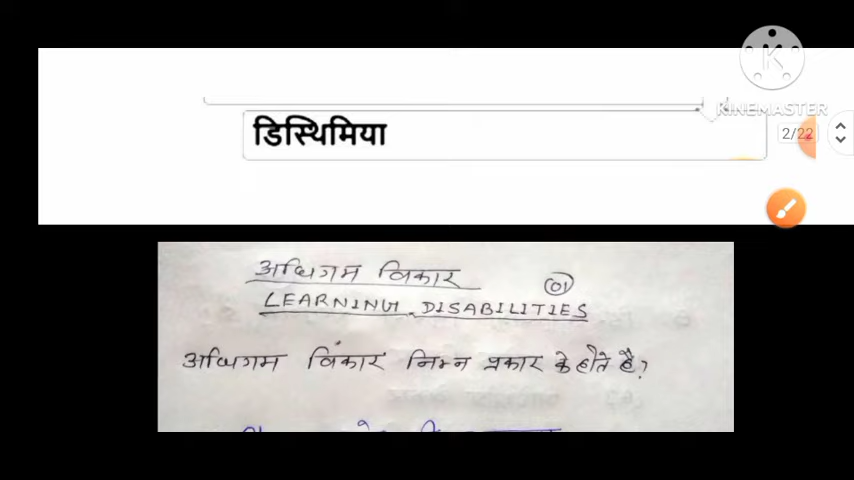 KINEMASTER
डिस्थिमिया
2/22
अधिगम विकार
01
LEARNING DISABILITIES
अधिगम विकार निम्न प्रकार के होते है?